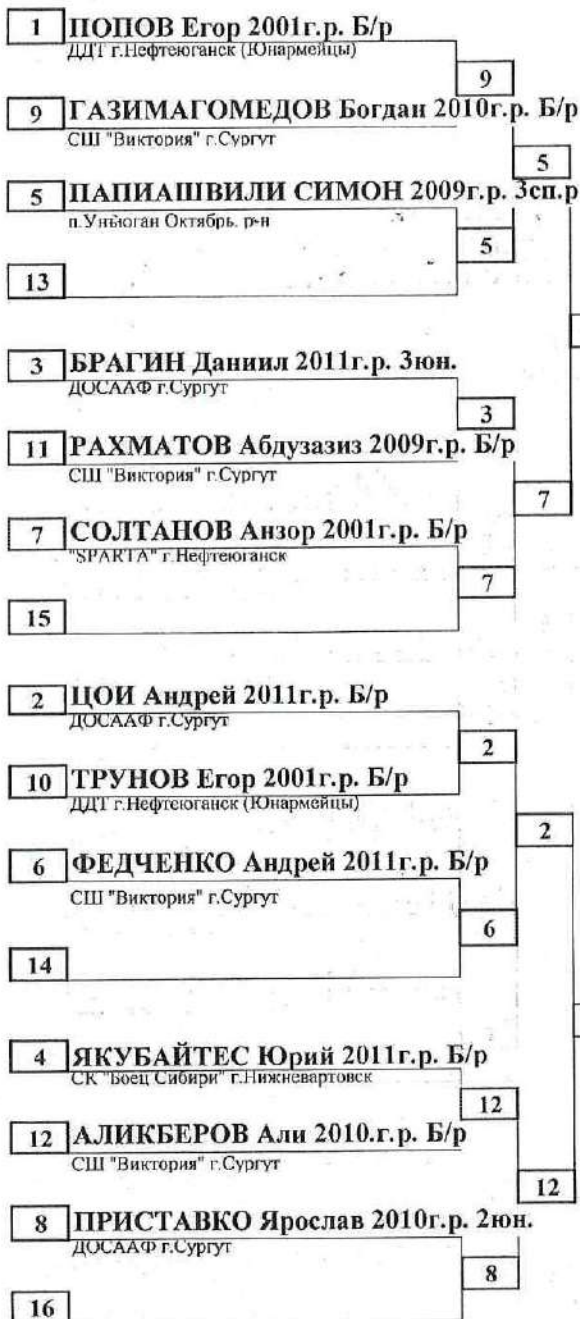 1 ПОПОВ Егор 2001г.р. Б/р
ДДТ г.Нефтеюганск (Юнармейцы)
9
9 ГАЗИМАГОМЕДОВ Богдан 2010г.р. Б/р
СШ "Виктория" г.Сургут
5
5 ПАПИАШВИЛИ СИМОН 2009г.р. 3сп.р
п.Унъюган Октябрь. р-н
5
13
3 БРАГИН Даниил 2011г.р. 3юн.
ДОСААФ г.Сургут
3
11 РАХМАТОВ Абдузазиз 2009г.р. Б/р
СШ "Виктория" г.Сургут
7
7 СОЛТАНОВ Анзор 2001г.р. Б/р
"SPARTA" г.Нефтеюганск
7
15
2 ЦОИ Андрей 2011г.р. Б/р
ДОСААФ г.Сургут
2
10 ТРУНОВ Егор 2001г.р. Б/р
ДДТ г.Нефтеюганск (Юнармейцы)
2
6 ФЕДЧЕНКО Андрей 2011г.р. Б/р
СШ "Виктория" г.Сургут
6
14
4 ЯКУБАЙТЕС Юрий 2011г.р. Б/р
СК "Боец Сибири" г.Нижневартовск
12
12 АЛИКБЕРОВ Али 2010.г.р. Б/р
СШ "Виктория" г.Сургут
12
8 ПРИСТАВКО Ярослав 2010г.р. 2юн.
ДОСААФ г.Сургут
8
16